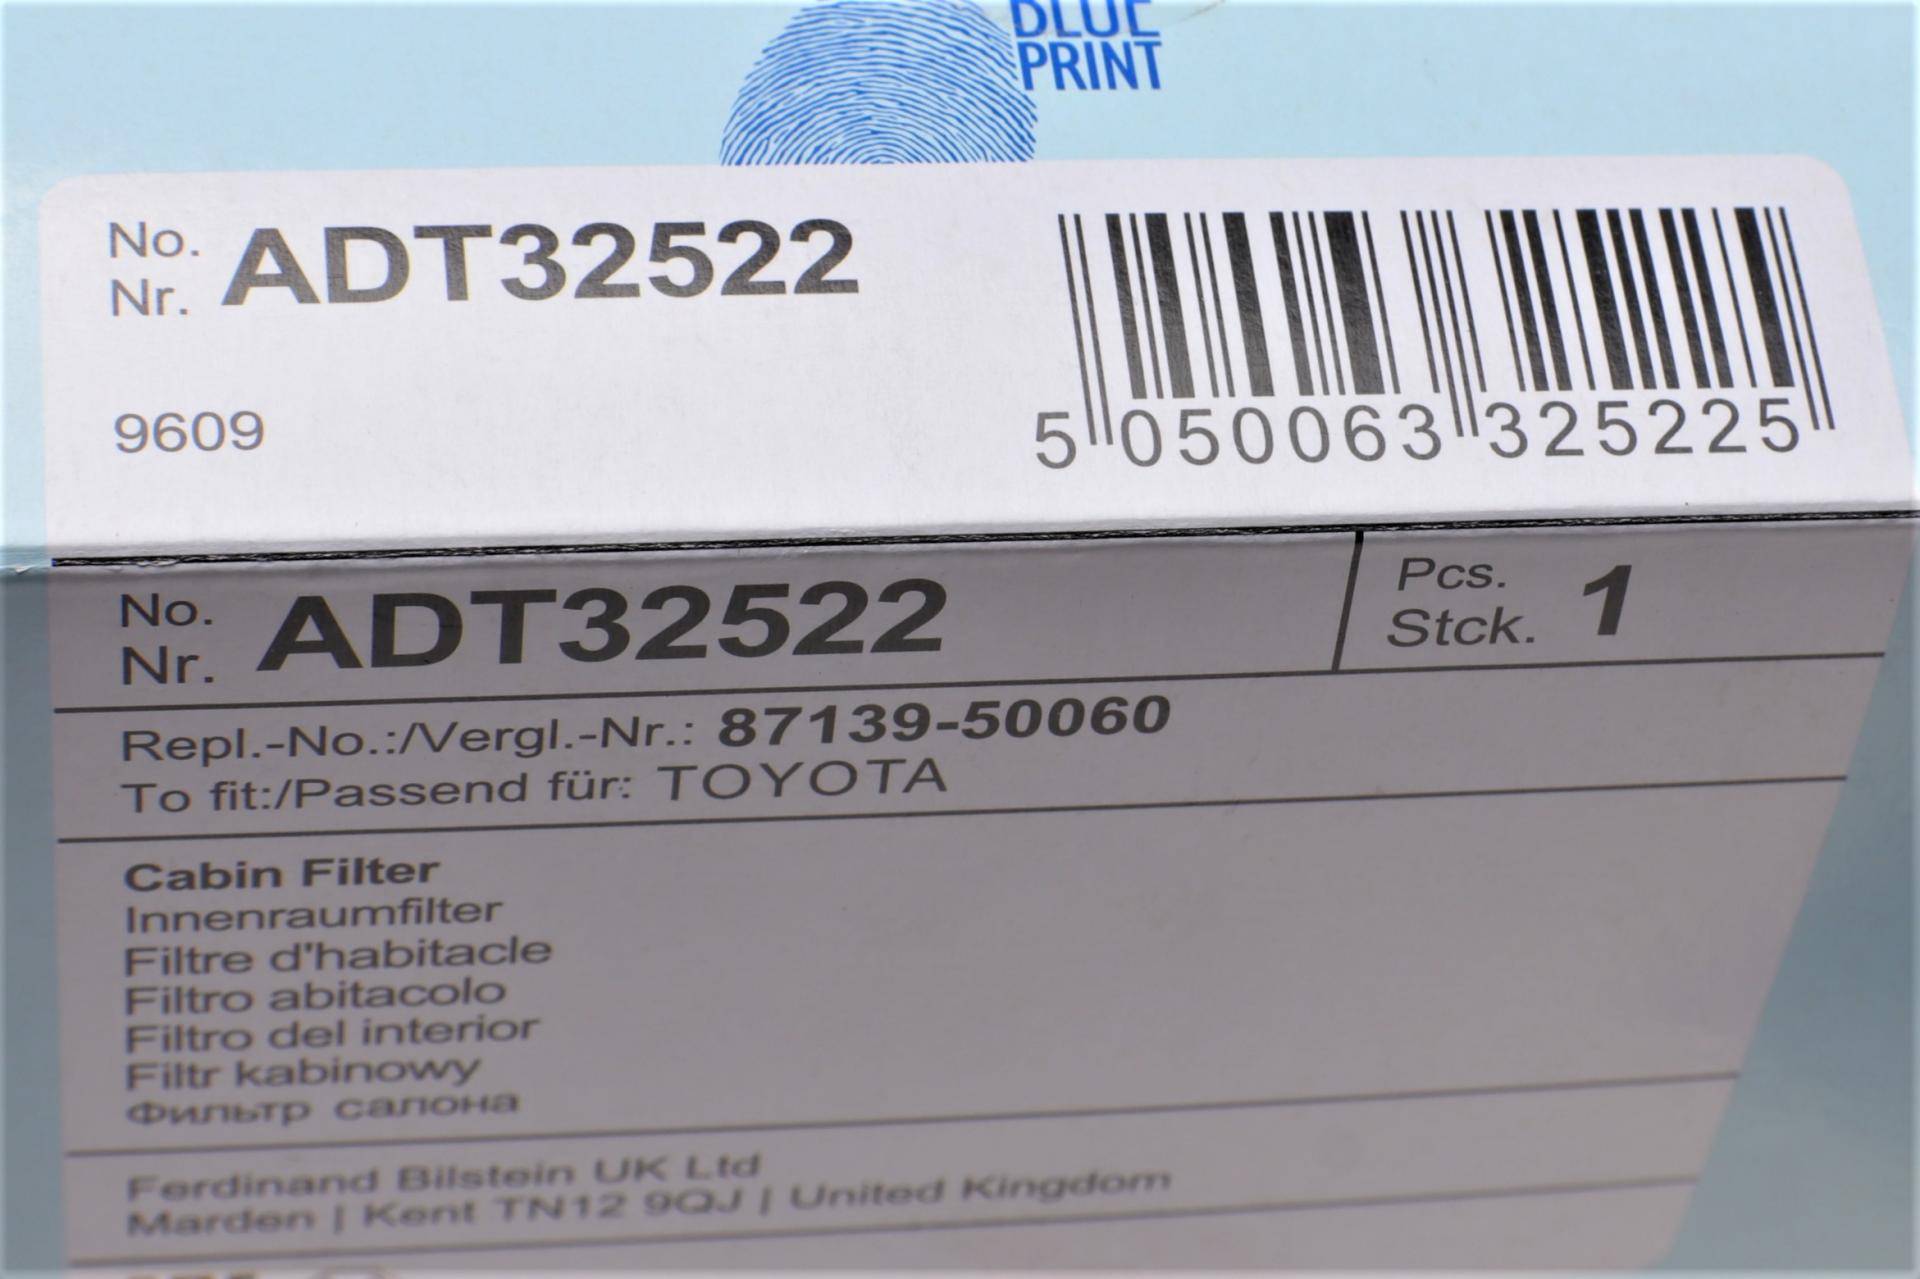 BLUE
PRINT
No.
Nr. ADT32522
9609
5 050063 325225
No.
Nr. ADT32522
Pcs.
Stck. 1
Repl.-No.:/Vergl.-Nr.: 87139-50060
To fit:/Passend für: TOYOTA
Cabin Filter
Innenraumfilter
Filtre d'habitacle
Filtro abitacolo
Filtro del interior
Filtr kabinowy
Фильтр салона
Ferdinand Bilstein UK Ltd
Marden | Kent TN12 9QJ | United Kingdom